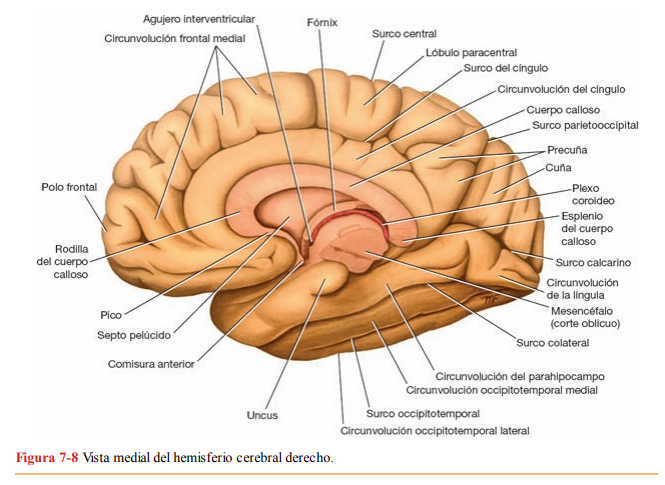 Agujero interventricular
Fórnix
Circunvolución frontal medial
Surco central
Lóbulo paracentral
Surco del cíngulo
Circunvolución del cíngulo
Cuerpo calloso
Surco parietooccipital
Precuña
Cuña
Polo frontal
Plexo
coroideo
Esplenio
del cuerpo
calloso
Rodilla
del cuerpo
calloso
Surco calcarino
Circunvolución
de la língula
Pico
Mesencéfalo
(corte oblicuo)
Septo pelúcido
Surco colateral
Comisura anterior
Circunvolución del parahipocampo
Circunvolución occipitotemporal medial
Uncus
Surco occipitotemporal
Circunvolución occipitotemporal lateral
Figura 7-8 Vista medial del hemisferio cerebral derecho.